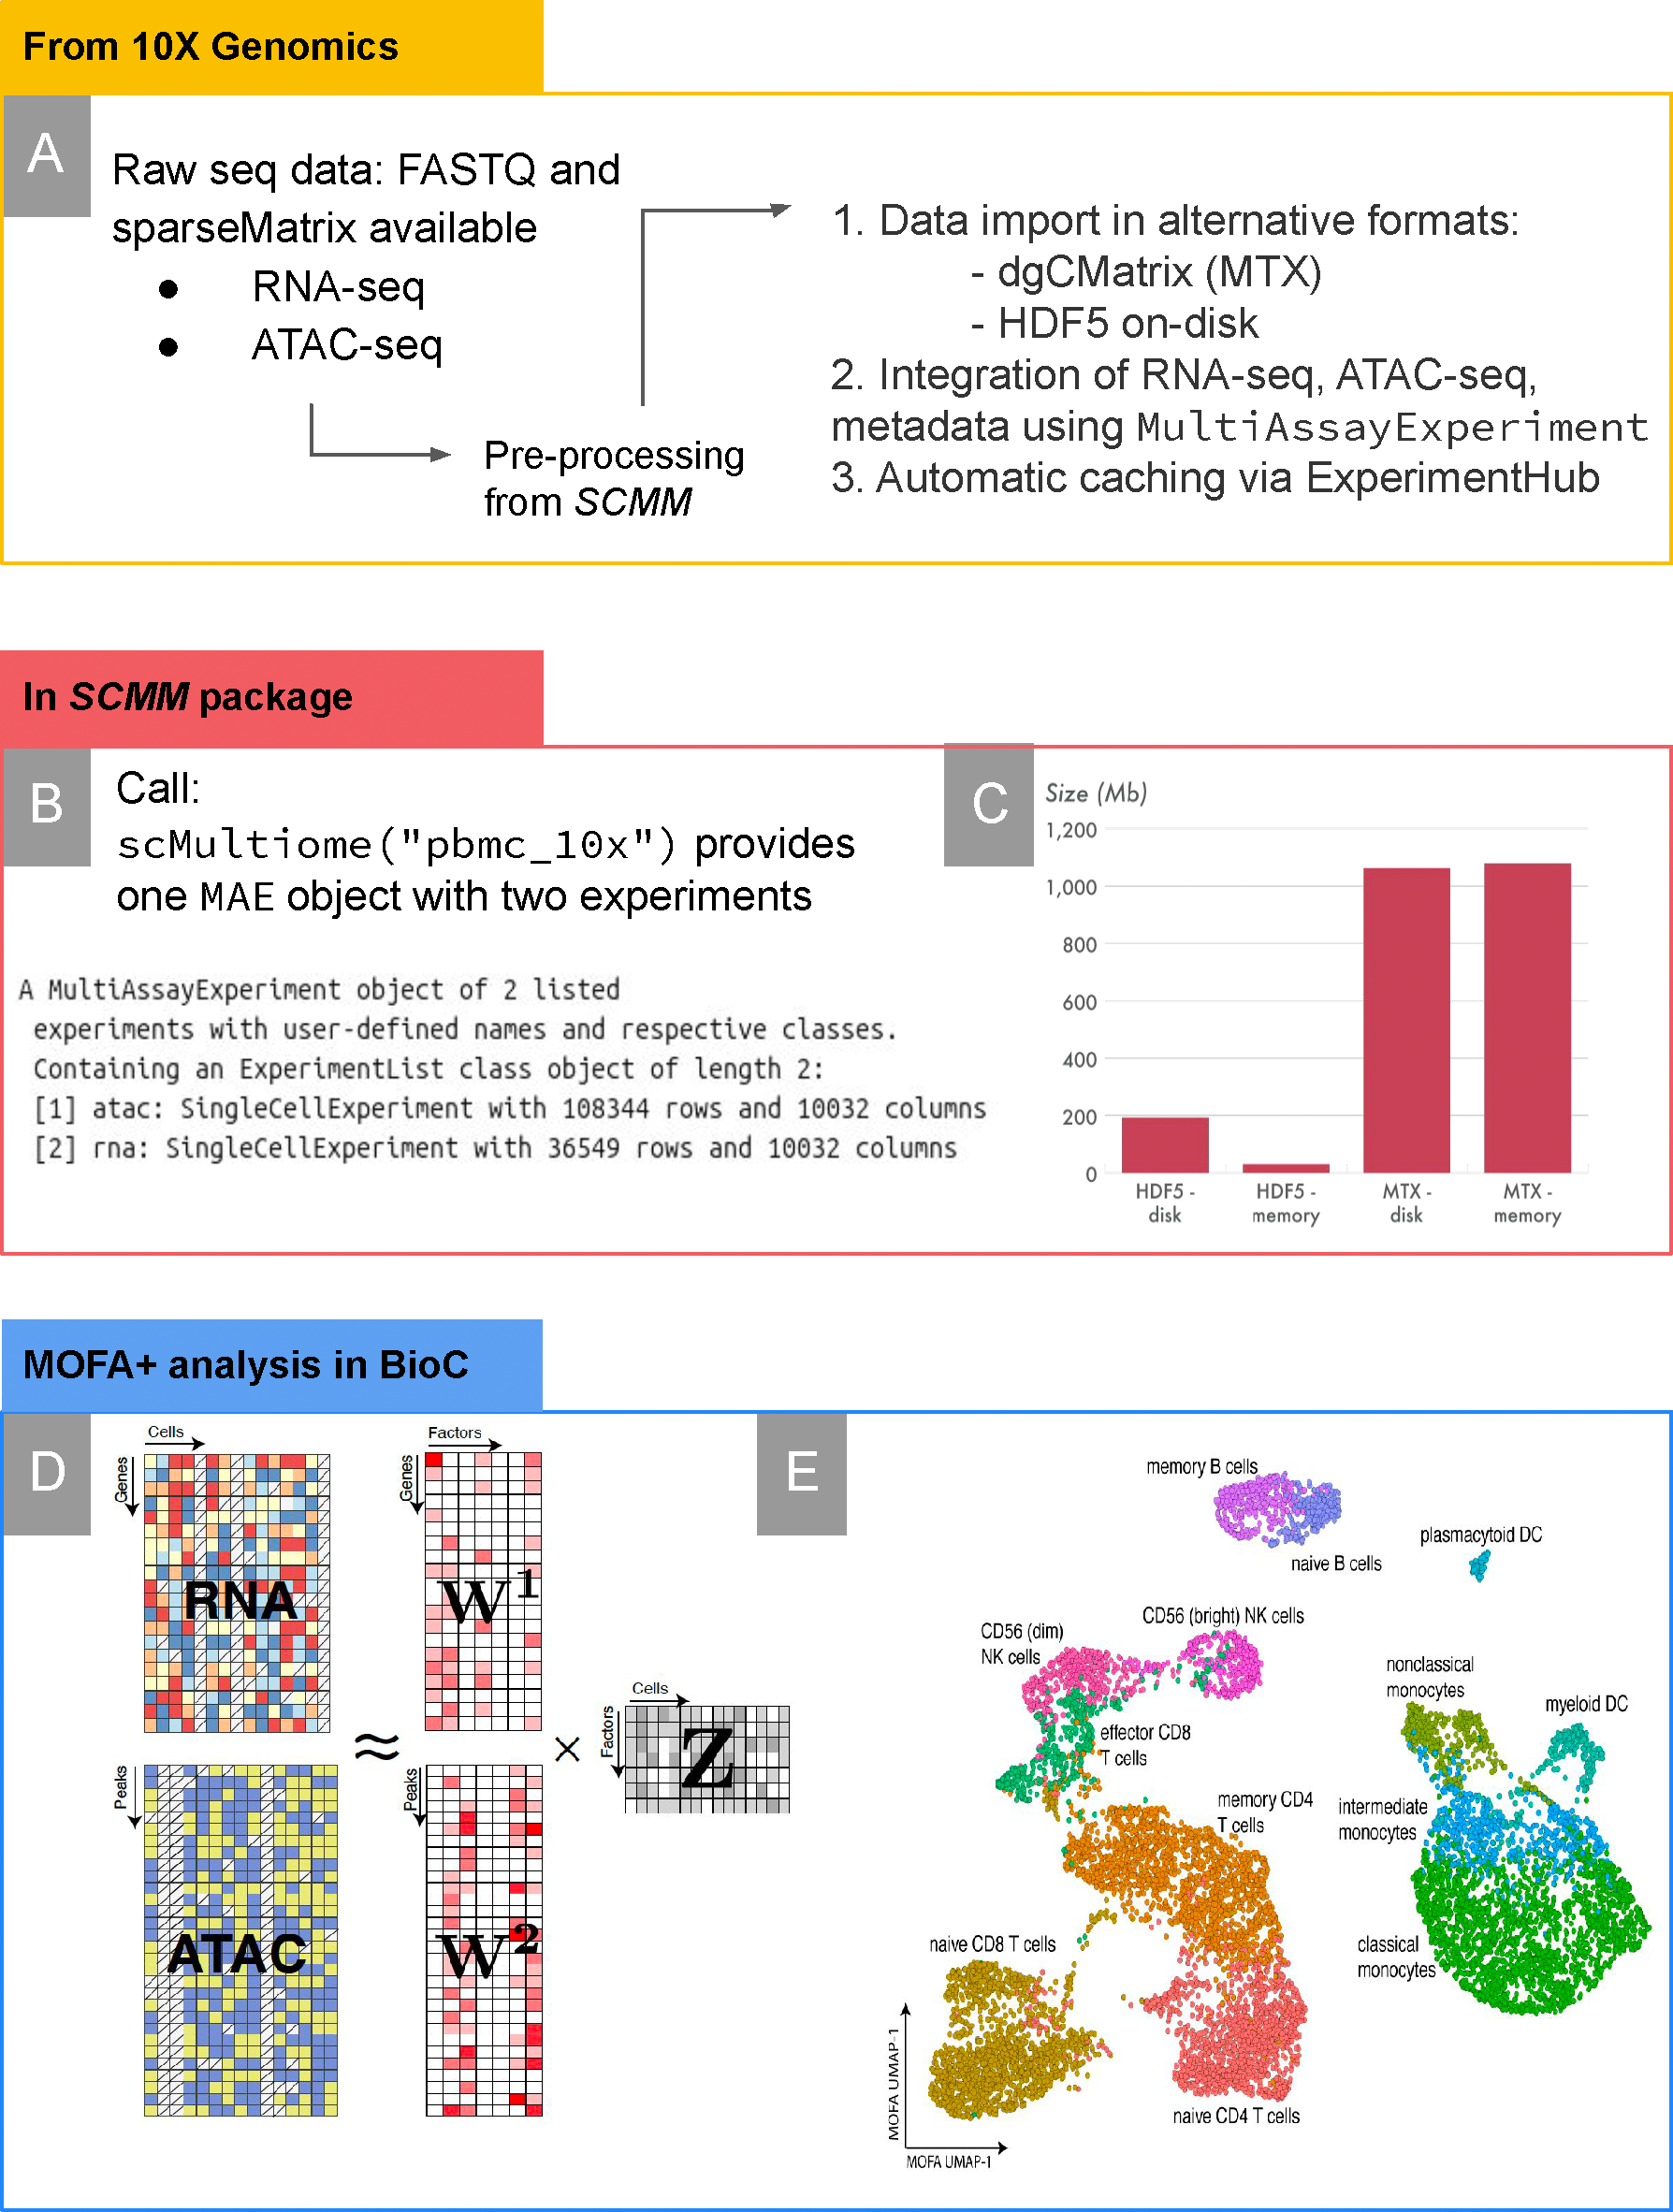 From 10X Genomics
A
Raw seq data: FASTQ and
sparseMatrix available
● RNA-seq
● ATAC-seq
Pre-processing
from SCMM
1. Data import in alternative formats:
- dgCMatrix (MTX)
- HDF5 on-disk
2. Integration of RNA-seq, ATAC-seq,
metadata using MultiAssayExperiment
3. Automatic caching via ExperimentHub
In SCMM package
B
Call:
scMultiome("pbmc_10x") provides
one MAE object with two experiments
A MultiAssayExperiment object of 2 listed
experiments with user-defined names and respective classes.
Containing an ExperimentList class object of length 2:
[1] atac: SingleCellExperiment with 108344 rows and 10032 columns
[2] rna: SingleCellExperiment with 36549 rows and 10032 columns
C
Size (Mb)
1,200
1,000
800
600
400
200
0
HDF5 -
disk
HDF5 -
memory
MTX -
disk
MTX -
memory
MOFA+ analysis in BioC
D
Cells
Genes
RNA
Peaks
ATAC
≈
Factors
Genes
W1
Peaks
W2
×
Cells
Factors
Z
E
memory B cells
naive B cells
plasmacytoid DC
CD56 (dim)
NK cells
CD56 (bright) NK cells
effector CD8
T cells
nonclassical
monocytes
myeloid DC
memory CD4
T cells
intermediate
monocytes
naive CD8 T cells
classical
monocytes
naive CD4 T cells
MOFA UMAP-1
MOFA UMAP-1